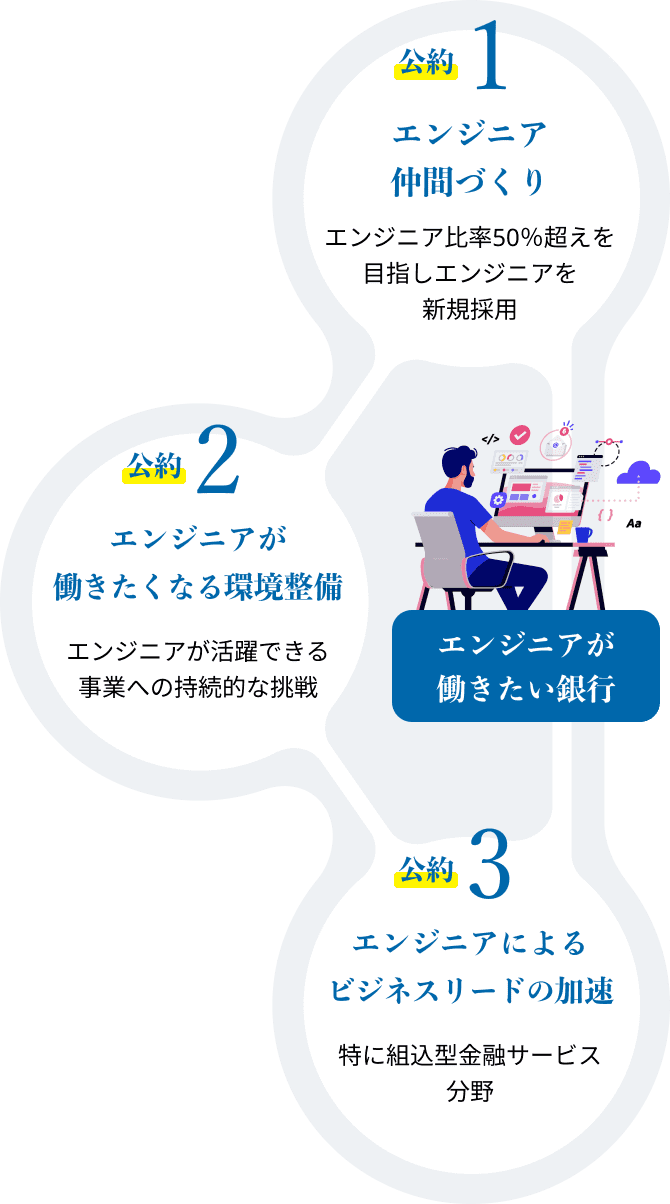 公約 1
エンジニア
仲間づくり
エンジニア比率50%超えを
目指しエンジニアを
新規採用
公約 2
エンジニアが
働きたくなる環境整備
エンジニアが活躍できる
事業への持続的な挑戦
</>
{ }
Aa
エンジニアが
働きたい銀行
公約 3
エンジニアによる
ビジネスリードの加速
特に組込型金融サービス
分野